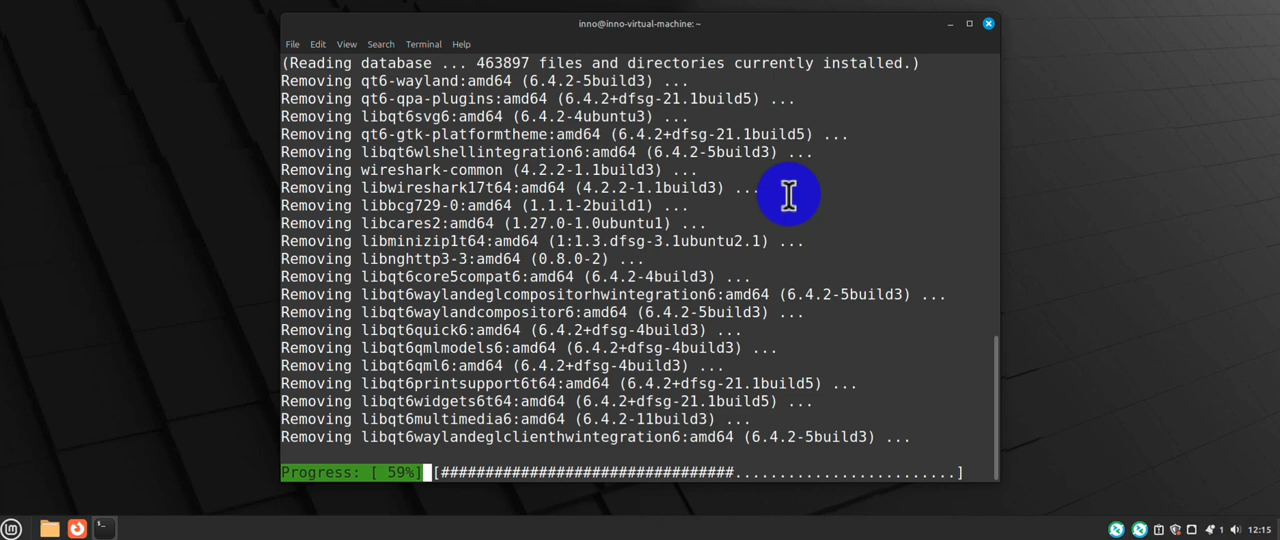 inno@inno-virtual-machine: ~
File Edit View Search Terminal Help
(Reading database ... 463897 files and directories currently installed.)
Removing qt6-wayland:amd64 (6.4.2-5build3) ...
Removing qt6-qpa-plugins:amd64 (6.4.2+dfsg-21.1build5) ...
Removing libqt6svg6:amd64 (6.4.2-4ubuntu3) ...
Removing qt6-gtk-platformtheme:amd64 (6.4.2+dfsg-21.1build5) ...
Removing libqt6wlshellintegration6:amd64 (6.4.2-5build3) ...
Removing wireshark-common (4.2.2-1.1build3) ...
Removing libwireshark17t64:amd64 (4.2.2-1.1build3) ...
Removing libbcg729-0:amd64 (1.1.1-2build1) ...
Removing libcares2:amd64 (1.27.0-1.0ubuntu1) ...
Removing libminizip1t64:amd64 (1:1.3.dfsg-3.1ubuntu2.1) ...
Removing libnghttp3-3:amd64 (0.8.0-2) ...
Removing libqt6core5compat6:amd64 (6.4.2-4build3) ...
Removing libqt6waylandeglcompositorhwintegration6:amd64 (6.4.2-5build3) ...
Removing libqt6waylandcompositor6:amd64 (6.4.2-5build3) ...
Removing libqt6quick6:amd64 (6.4.2+dfsg-4build3) ...
Removing libqt6qmlmodels6:amd64 (6.4.2+dfsg-4build3) ...
Removing libqt6qml6:amd64 (6.4.2+dfsg-4build3) ...
Removing libqt6printsupport6t64:amd64 (6.4.2+dfsg-21.1build5) ...
Removing libqt6widgets6t64:amd64 (6.4.2+dfsg-21.1build5) ...
Removing libqt6multimedia6:amd64 (6.4.2-11build3) ...
Removing libqt6waylandeglclienthwintegration6:amd64 (6.4.2-5build3) ...
Progress: [ 59%] [#################################.........................]
1 12:15